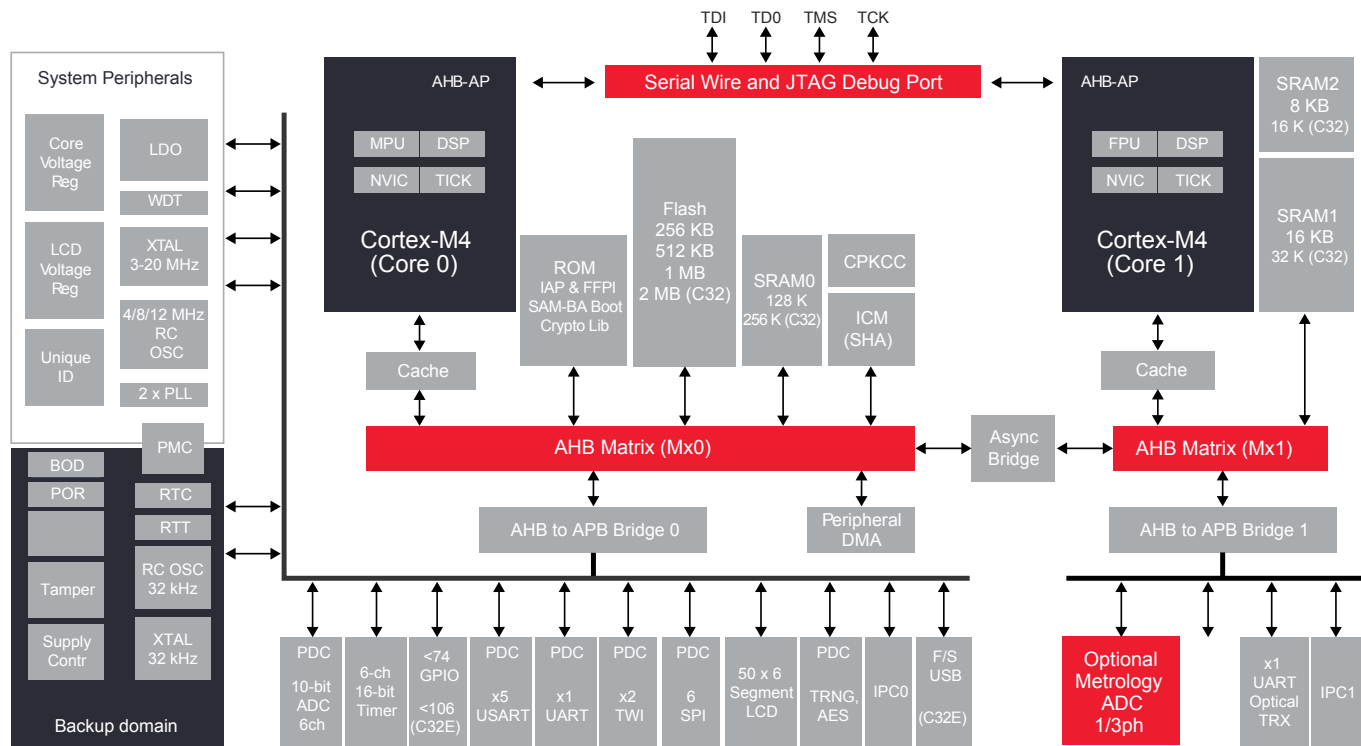 TDI TD0 TMS TCK
Serial Wire and JTAG Debug Port
System Peripherals
Core
Voltage
Reg
LDO
WDT
LCD
Voltage
Reg
XTAL
3-20 MHz
4/8/12 MHz
RC
OSC
Unique
ID
2 x PLL
PMC
BOD
POR
RTC
RTT
Tamper
RC OSC
32 kHz
Supply
Contr
XTAL
32 kHz
Backup domain
AHB-AP
MPU DSP
NVIC TICK
Cortex-M4
(Core 0)
Cache
ROM
IAP & FFPI
SAM-BA Boot
Crypto Lib
Flash
256 KB
512 KB
1 MB
2 MB (C32)
SRAM0
128 K
256 K (C32)
CPKCC
ICM
(SHA)
AHB-AP
FPU DSP
NVIC TICK
Cortex-M4
(Core 1)
Cache
SRAM2
8 KB
16 K (C32)
SRAM1
16 KB
32 K (C32)
AHB Matrix (Mx0)
Async
Bridge
AHB Matrix (Mx1)
AHB to APB Bridge 0
Peripheral
DMA
AHB to APB Bridge 1
PDC
10-bit
ADC
6ch
6-ch
16-bit
Timer
<74
GPIO
<106
(C32E)
PDC
x5
USART
PDC
x1
UART
PDC
x2
TWI
PDC
6
SPI
50 x 6
Segment
LCD
PDC
TRNG,
AES
IPC0
F/S
USB
(C32E)
Optional
Metrology
ADC
1/3ph
x1
UART
Optical
TRX
IPC1